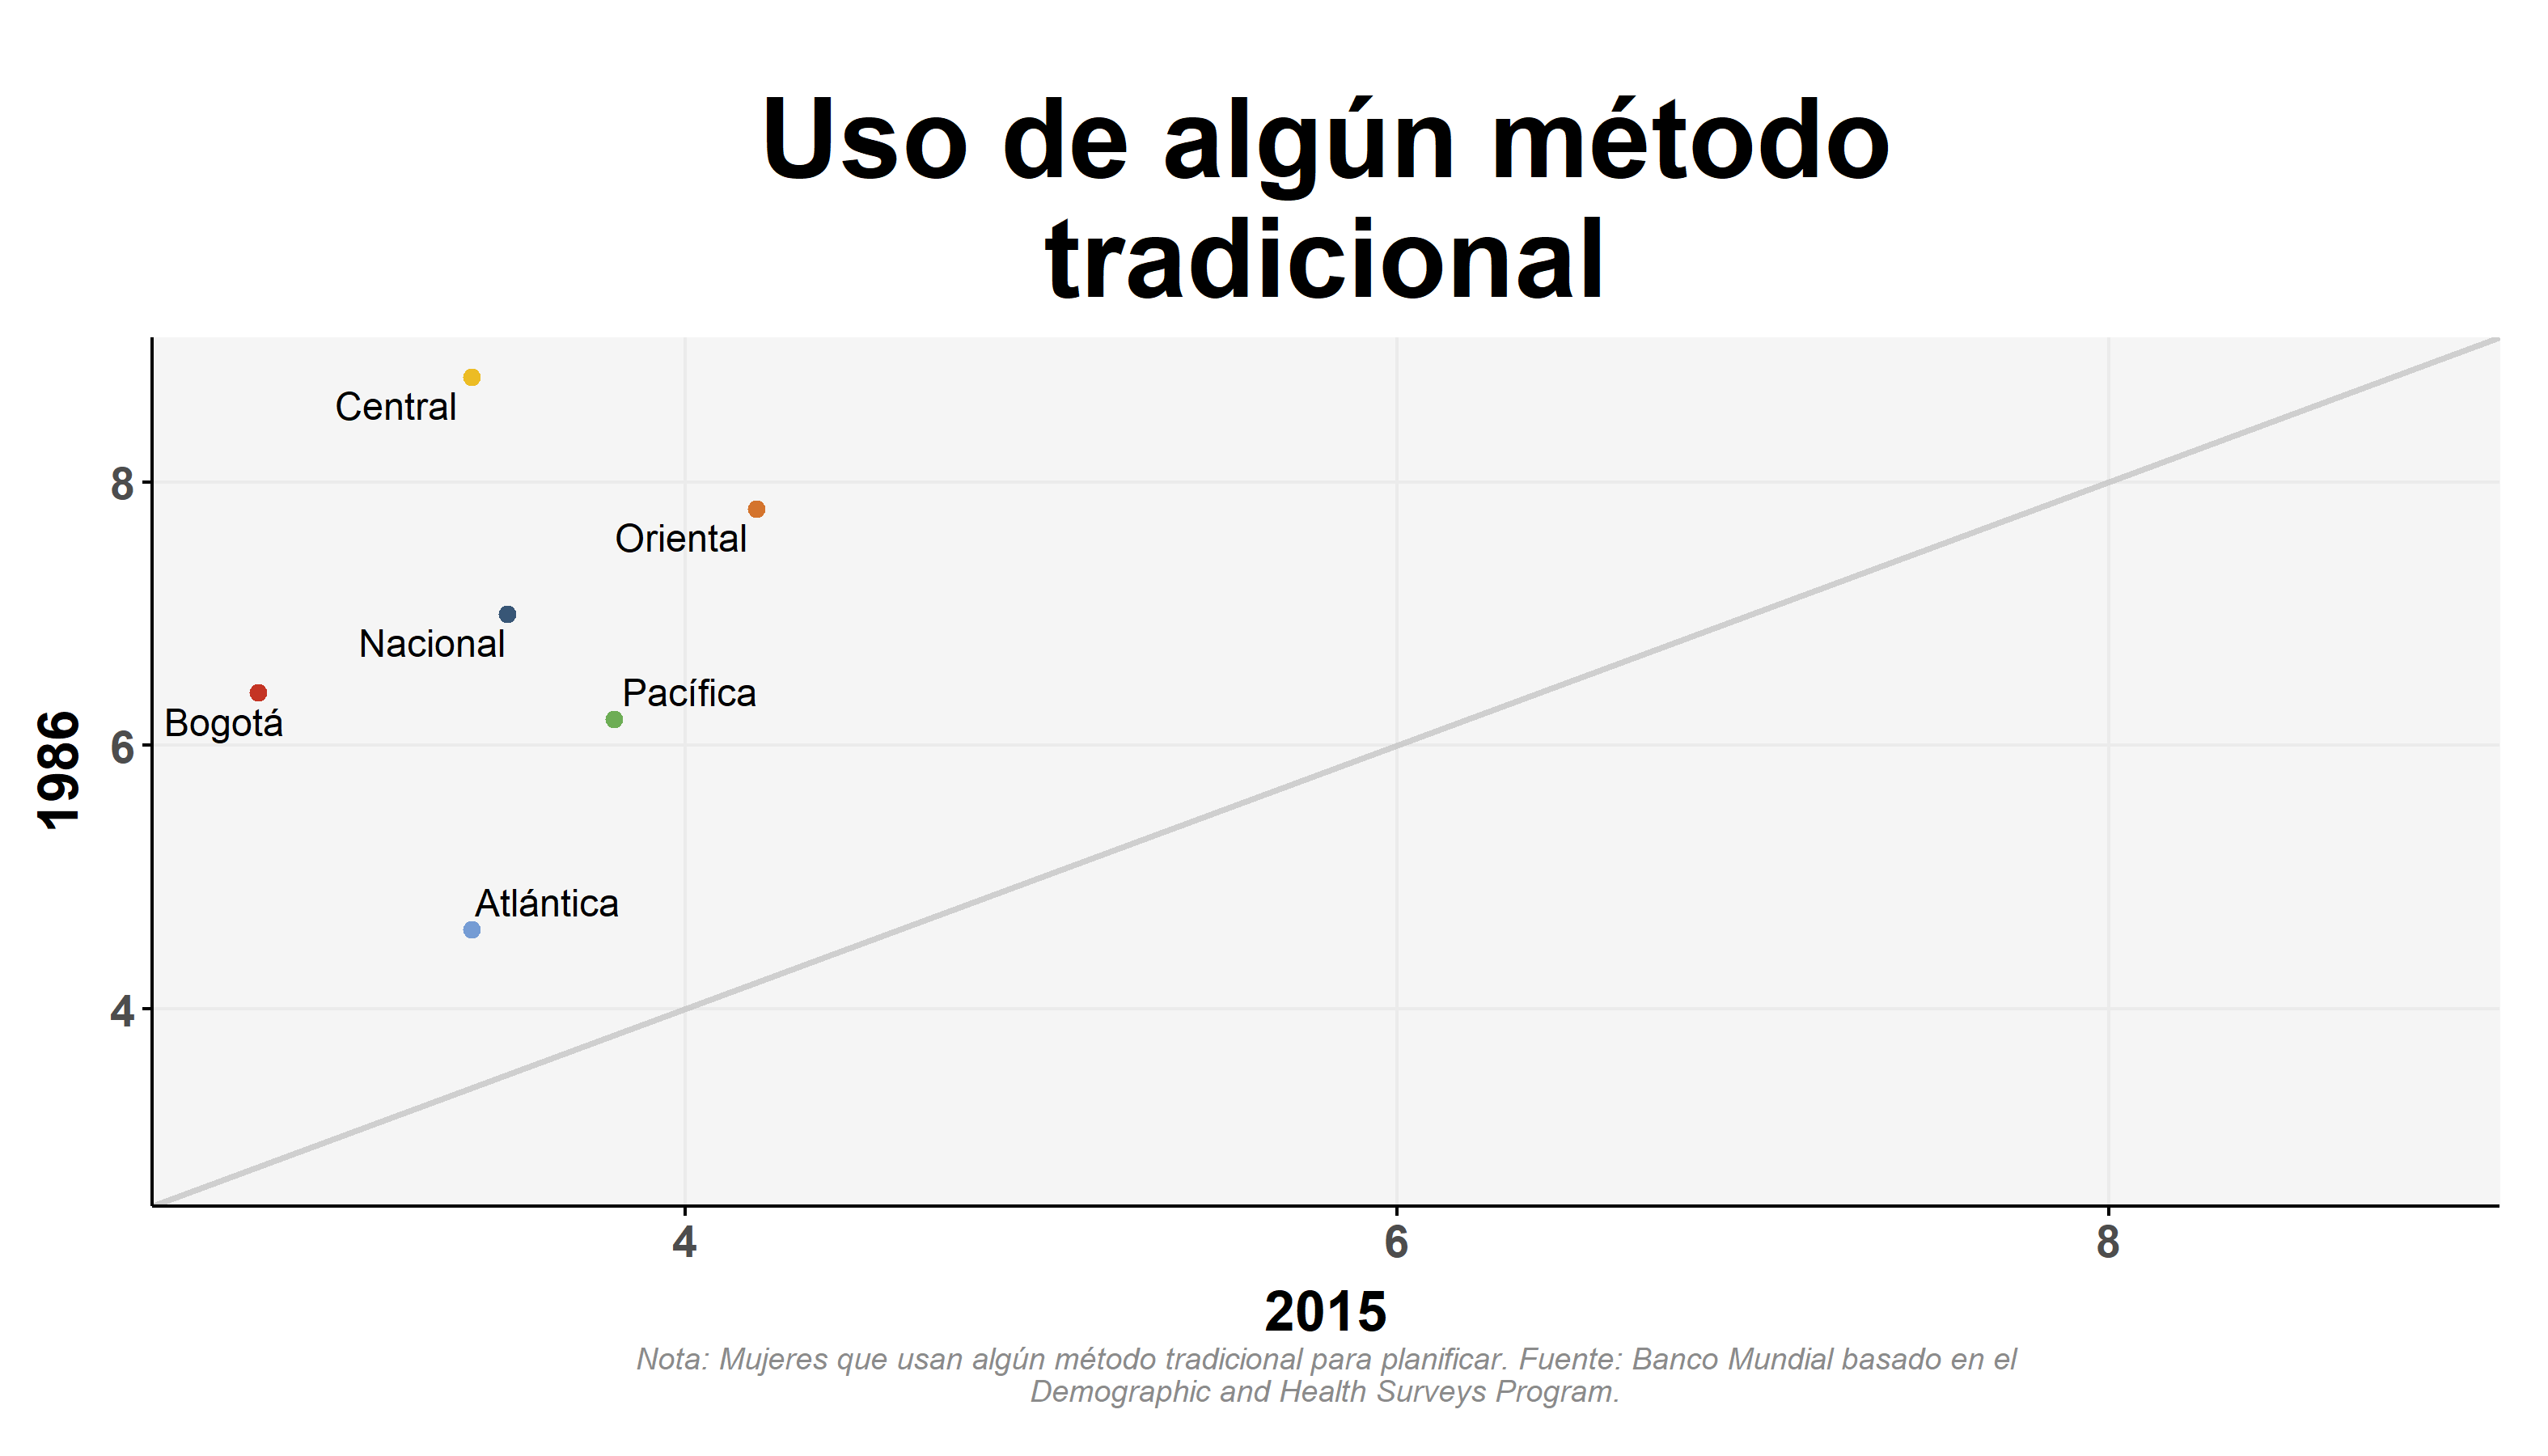 Uso de algún método
tradicional
Central
8
Oriental
Nacional
Pacífica
Bogotá
6
1986
Atlántica
4
4 6 8
2015
Nota: Mujeres que usan algún método tradicional para planificar. Fuente: Banco Mundial basado en el
Demographic and Health Surveys Program.